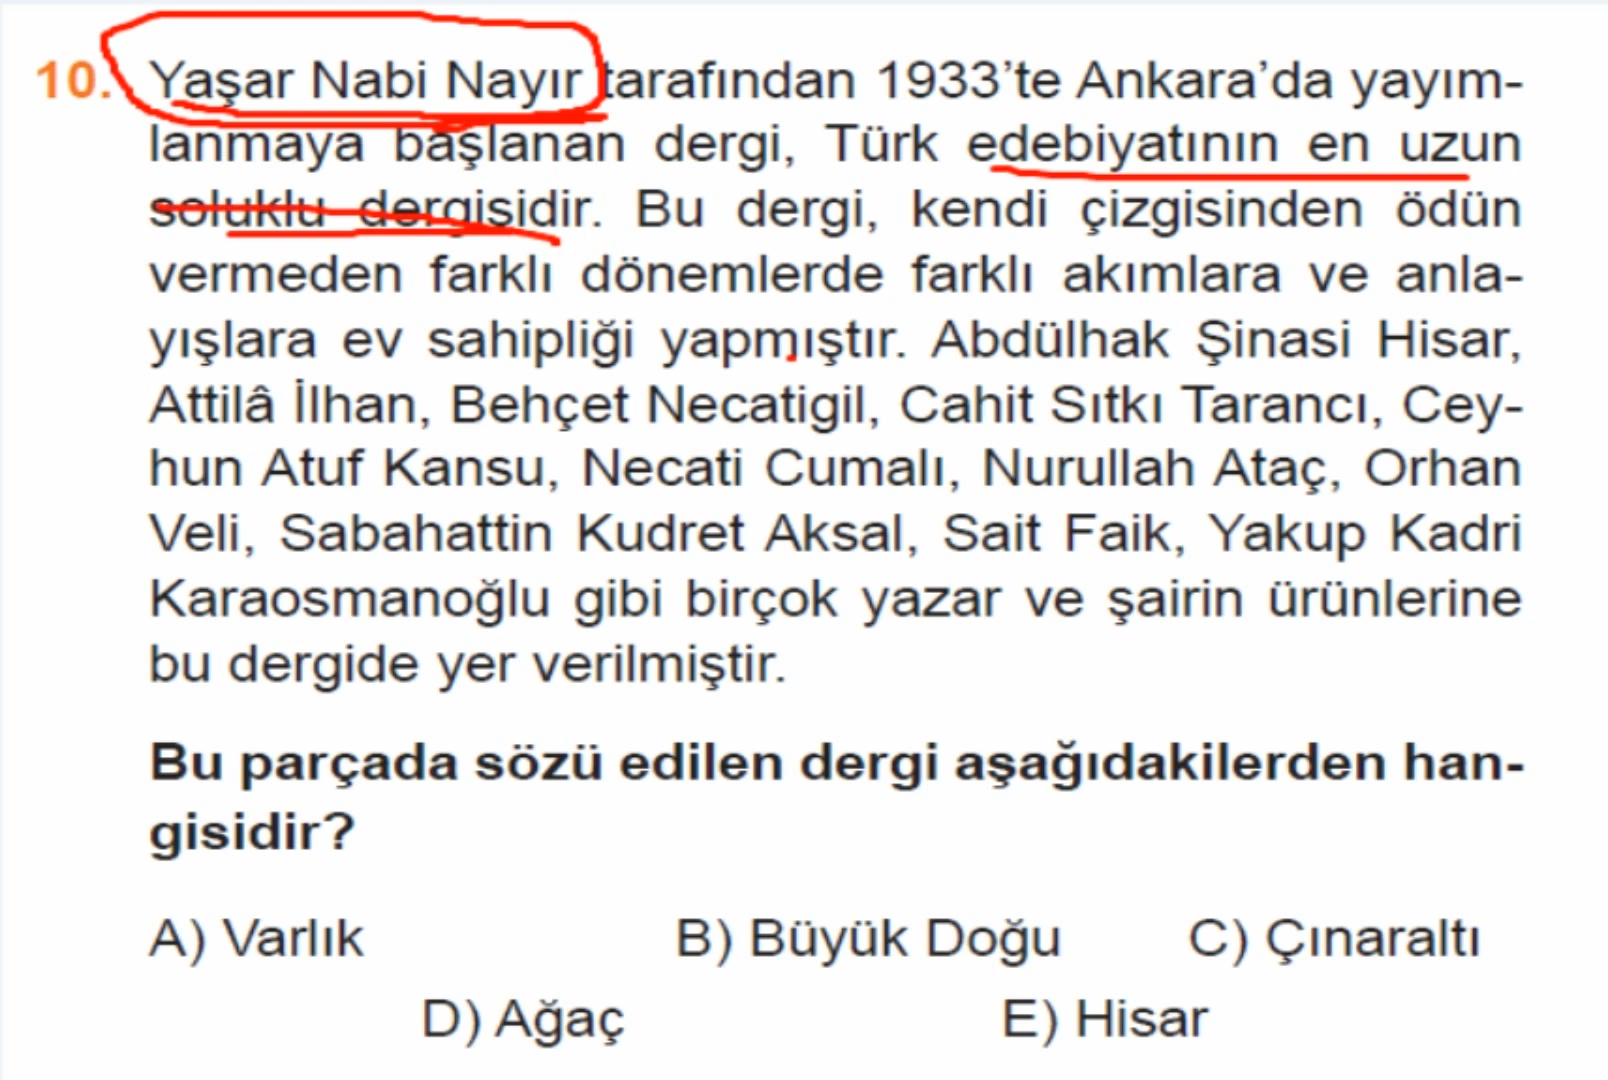 10. Yaşar Nabi Nayır tarafından 1933’te Ankara’da yayım-
lanmaya başlanan dergi, Türk edebiyatının en uzun
soluklu dergisidir. Bu dergi, kendi çizgisinden ödün
vermeden farklı dönemlerde farklı akımlara ve anla-
yışlara ev sahipliği yapmıştır. Abdülhak Şinasi Hisar,
Attilâ İlhan, Behçet Necatigil, Cahit Sıtkı Tarancı, Cey-
hun Atuf Kansu, Necati Cumalı, Nurullah Ataç, Orhan
Veli, Sabahattin Kudret Aksal, Sait Faik, Yakup Kadri
Karaosmanoğlu gibi birçok yazar ve şairin ürünlerine
bu dergide yer verilmiştir.
Bu parçada sözü edilen dergi aşağıdakilerden han-
gisidir?
A) Varlık B) Büyük Doğu C) Çınaraltı
D) Ağaç E) Hisar